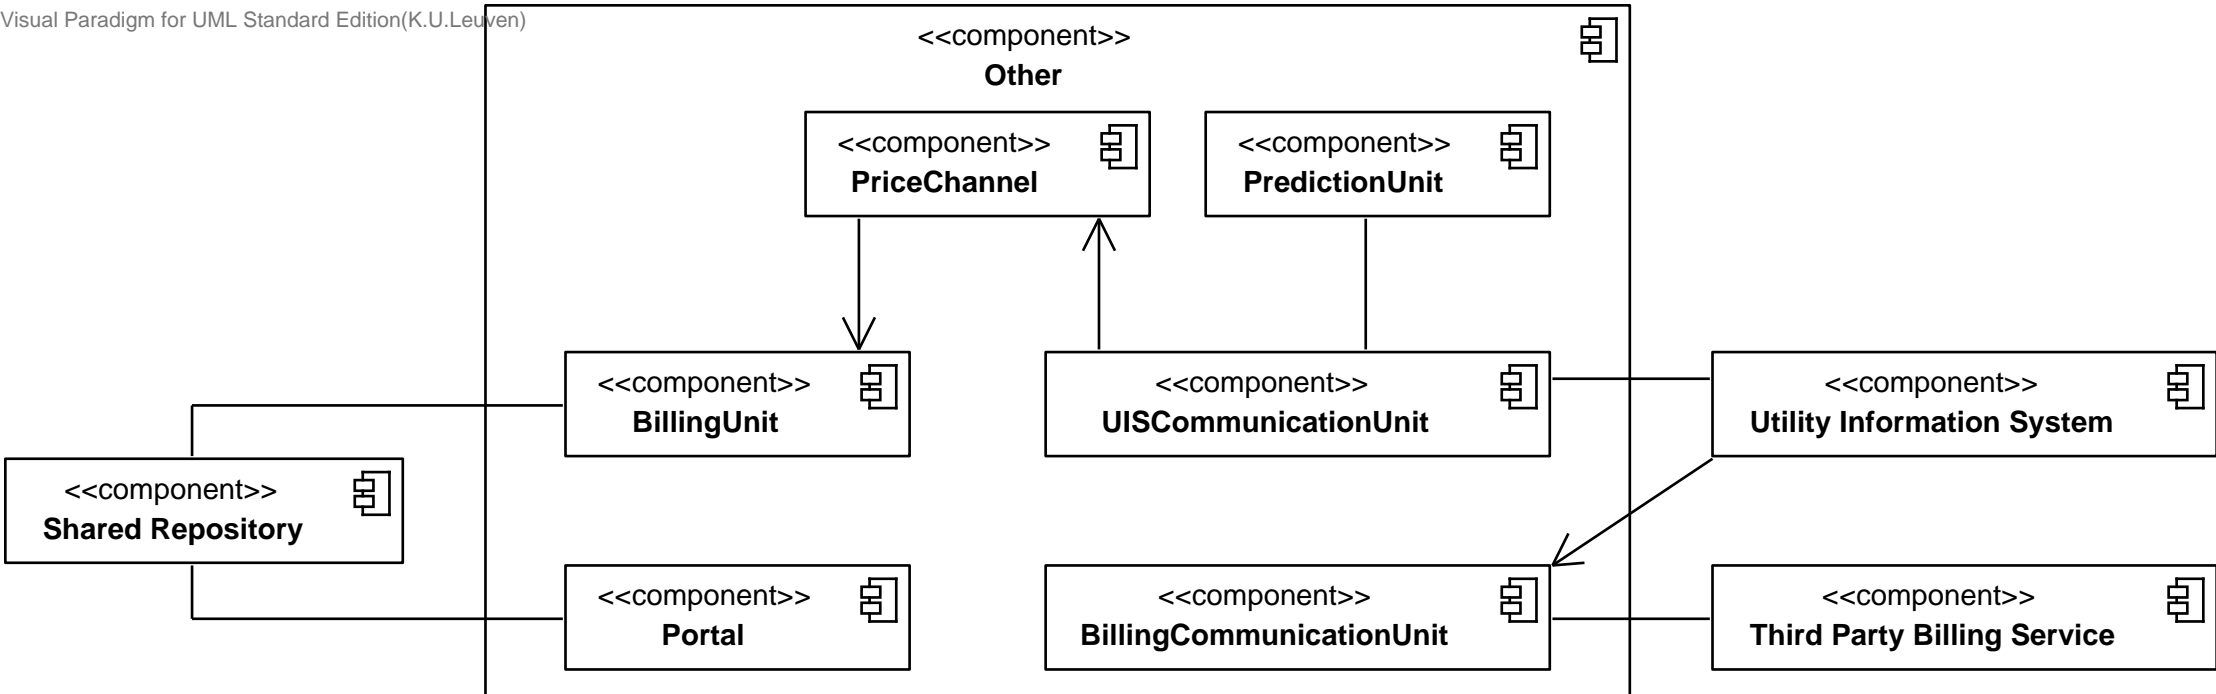 Visual Paradigm for UML Standard Edition(K.U.Leuven)
<<component>>
Other
<<component>>
PriceChannel
<<component>>
PredictionUnit
<<component>>
BillingUnit
<<component>>
UISCommunicationUnit
<<component>>
Utility Information System
<<component>>
Shared Repository
<<component>>
Portal
<<component>>
BillingCommunicationUnit
<<component>>
Third Party Billing Service